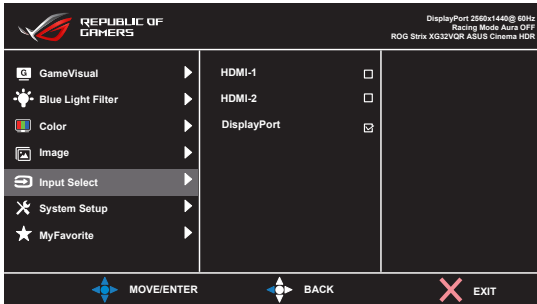 REPUBLIC OF
GAMERS
DisplayPort 2560x1440@ 60Hz
Racing Mode Aura OFF
ROG Strix XG32VQR ASUS Cinema HDR
G GameVisual
Blue Light Filter
Color
Image
Input Select
System Setup
MyFavorite
HDMI-1
HDMI-2
DisplayPort
MOVE/ENTER
BACK
EXIT